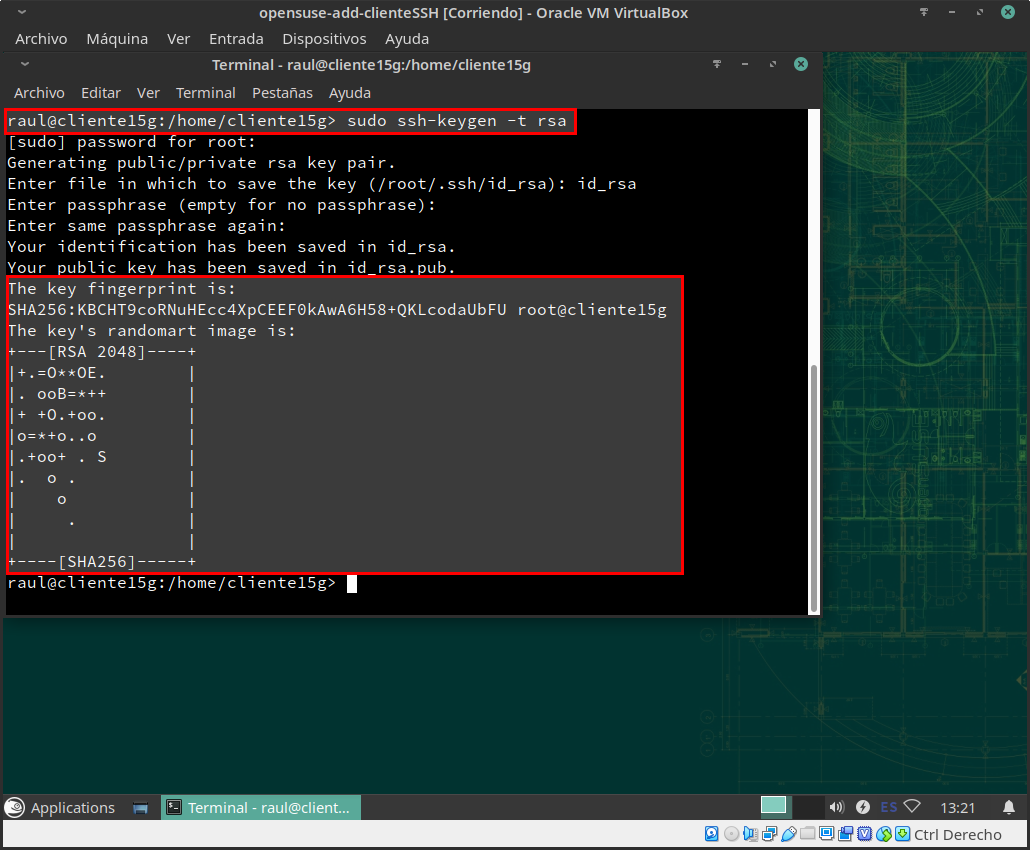 opensuse-add-clienteSSH [Corriendo] - Oracle VM VirtualBox
Archivo Máquina Ver Entrada Dispositivos Ayuda
Terminal - raul@cliente15g:/home/cliente15g
Archivo Editar Ver Terminal Pestañas Ayuda
raul@cliente15g:/home/cliente15g> sudo ssh-keygen -t rsa
[sudo] password for root:
Generating public/private rsa key pair.
Enter file in which to save the key (/root/.ssh/id_rsa): id_rsa
Enter passphrase (empty for no passphrase):
Enter same passphrase again:
Your identification has been saved in id_rsa.
Your public key has been saved in id_rsa.pub.
The key fingerprint is:
SHA256:KBCHT9coRNuHEcc4XpCEEF0kAwA6H58+QKLcodaUbFU root@cliente15g
The key's randomart image is:
+---[RSA 2048]----+
|+.=O**OE.        |
|. ooB=*++        |
|+ +O.+oo.        |
|o=*+o..o         |
|.+oo+ . S        |
|.  o .           |
|    o            |
|     .           |
|                 |
+----[SHA256]-----+
raul@cliente15g:/home/cliente15g>
Applications Terminal - raul@client... ES 13:21
Ctrl Derecho